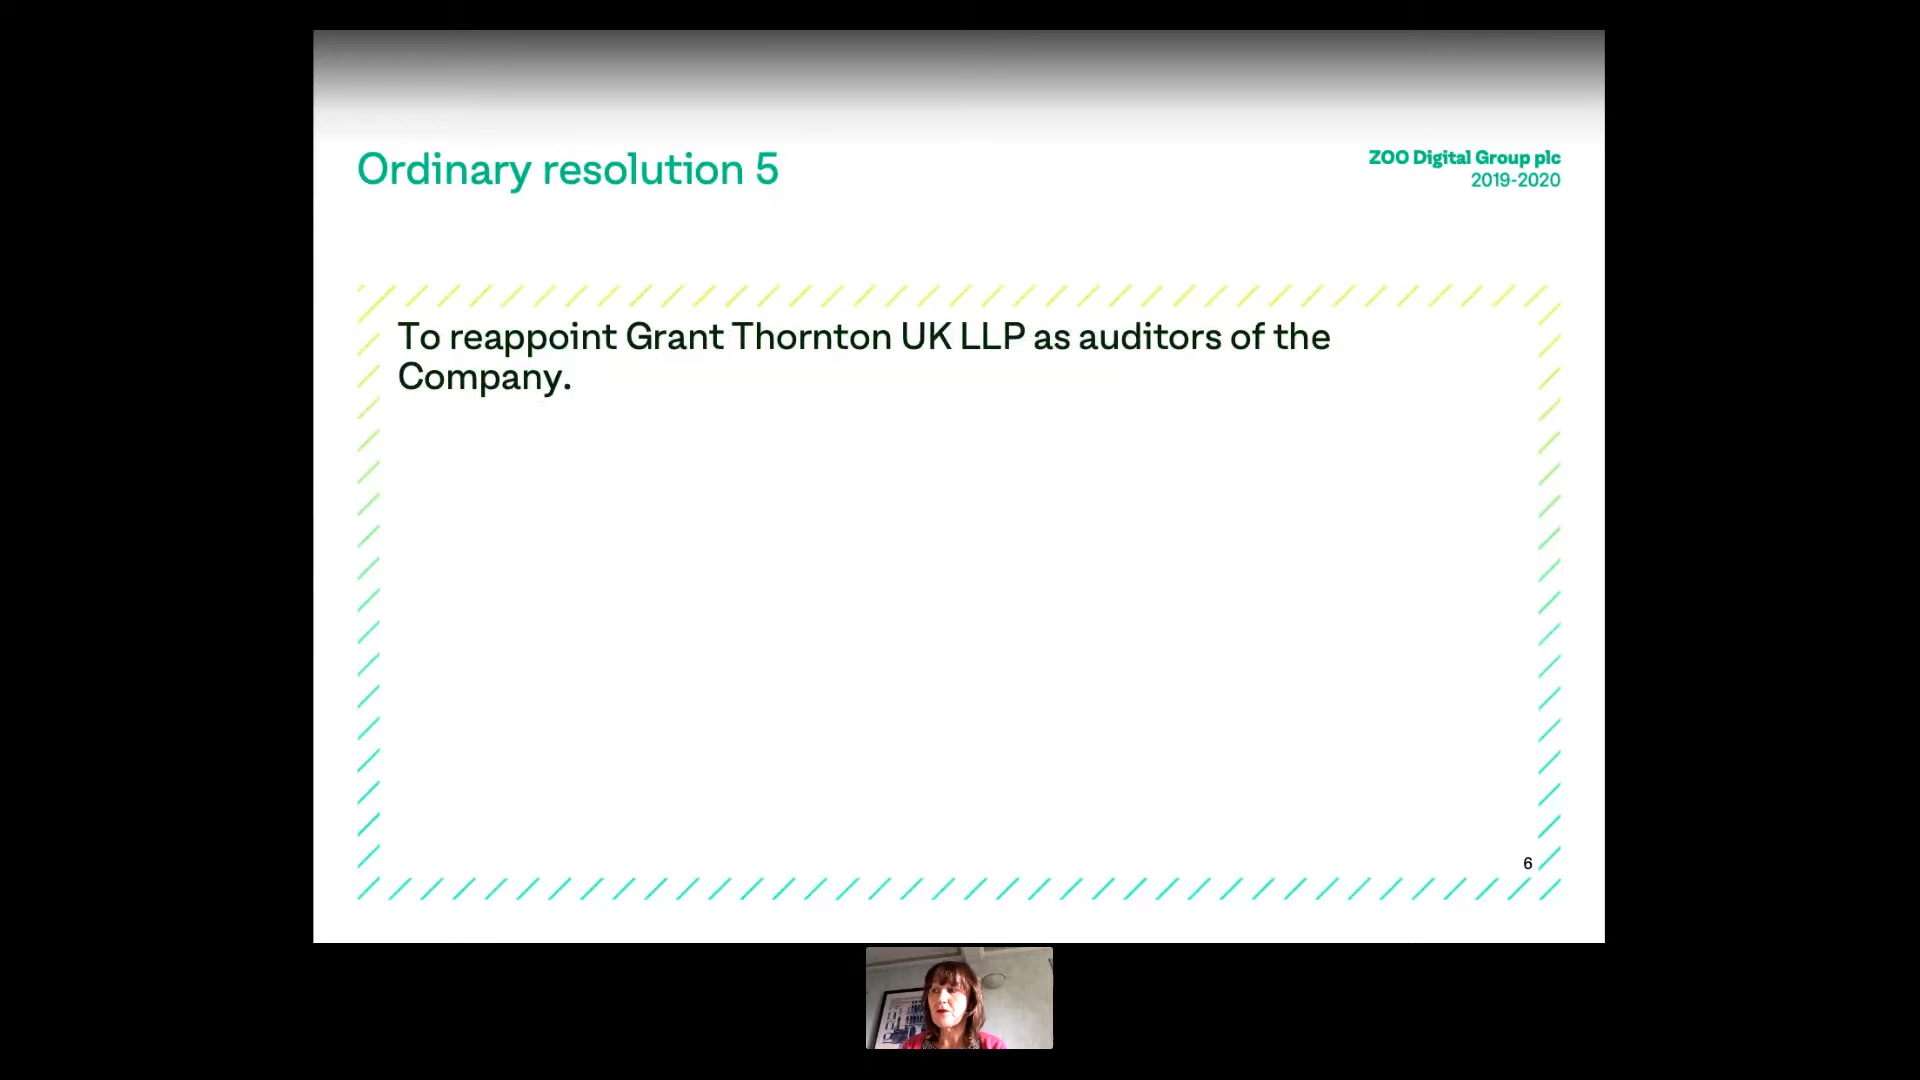 Ordinary resolution 5
ZOO Digital Group plc
2019-2020
To reappoint Grant Thornton UK LLP as auditors of the
Company.
6